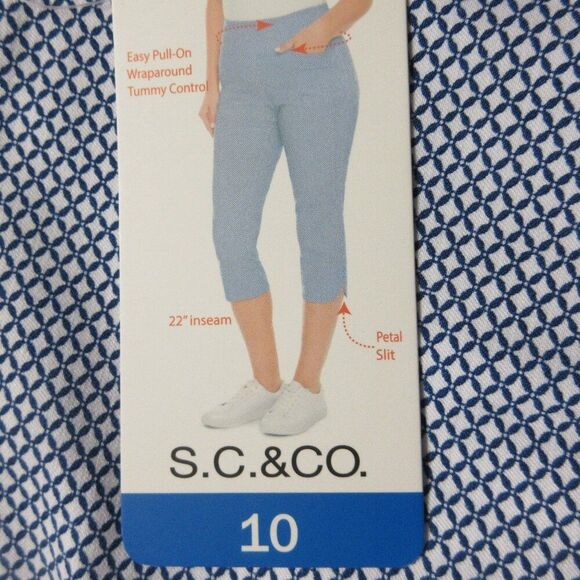 Easy Pull-On
Wraparound
Tummy Control
22" inseam
Petal
Slit
S.C.&CO.
10